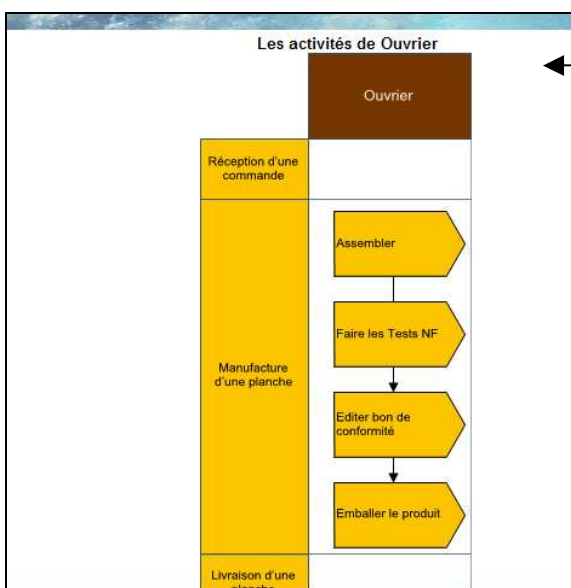 Les activités de Ouvrier
Ouvrier
Réception d'une
commande
Manufacture
d'une planche
Assembler
Faire les Tests NF
Editer bon de
conformité
Emballer le produit
Livraison d'une
planche